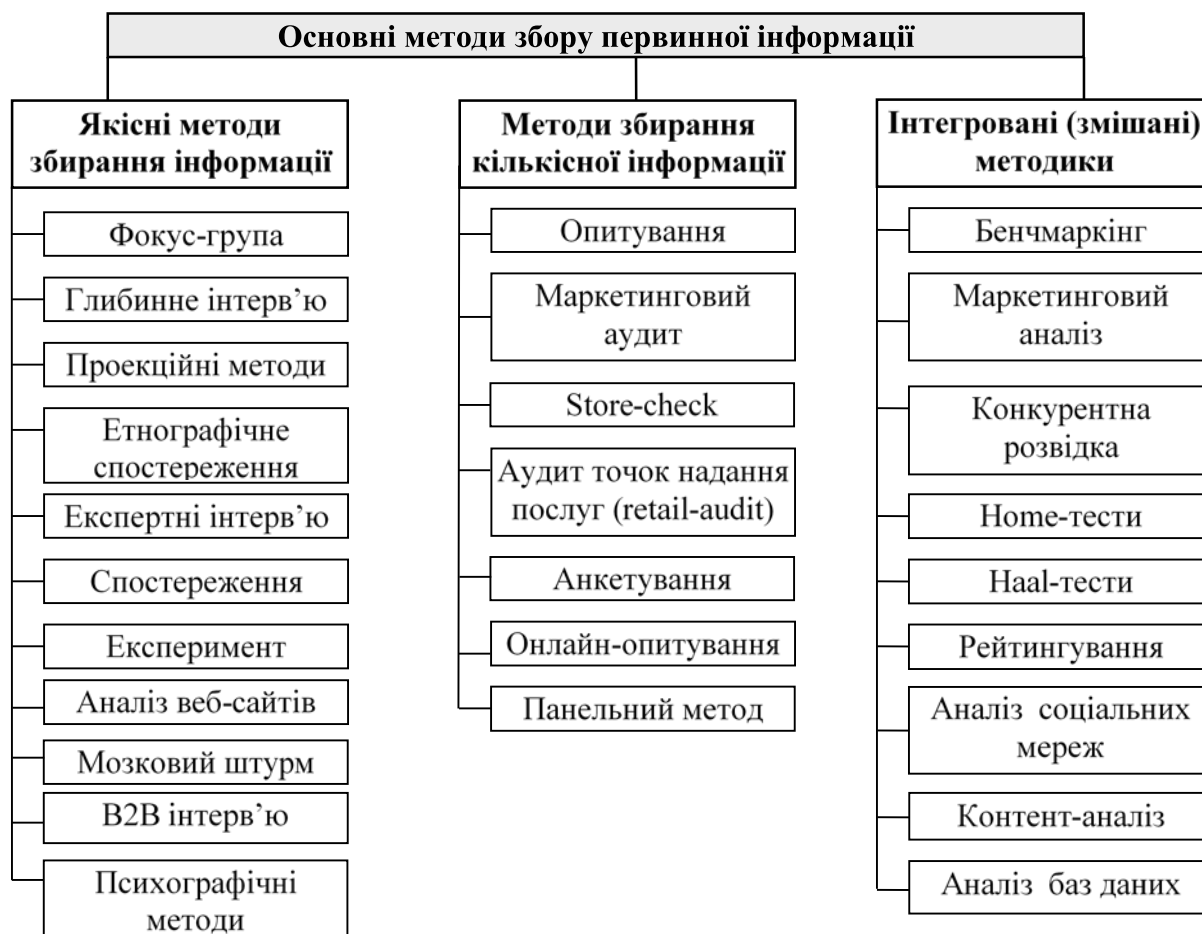 Основні методи збору первинної інформації
Якісні методи
збирання інформації
Фокус-група
Глибинне інтерв’ю
Проекційні методи
Етнографічне
спостереження
Експертні інтерв’ю
Спостереження
Експеримент
Аналіз веб-сайтів
Мозковий штурм
B2B інтерв’ю
Психографічні
методи
Методи збирання
кількісної інформації
Опитування
Маркетинговий
аудит
Store-check
Аудит точок надання
послуг (retail-audit)
Анкетування
Онлайн-опитування
Панельний метод
Інтегровані (змішані)
методики
Бенчмаркінг
Маркетинговий
аналіз
Конкурентна
розвідка
Home-тести
Haal-тести
Рейтингування
Аналіз соціальних
мереж
Контент-аналіз
Аналіз баз даних